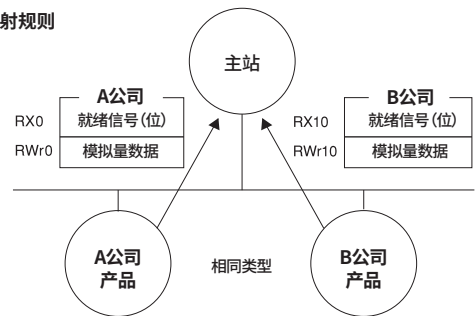 射规则
主站
A公司
RX0 就绪信号(位)
RWr0 模拟量数据
B公司
RX10 就绪信号(位)
RWr10 模拟量数据
A公司
产品
相同类型
B公司
产品